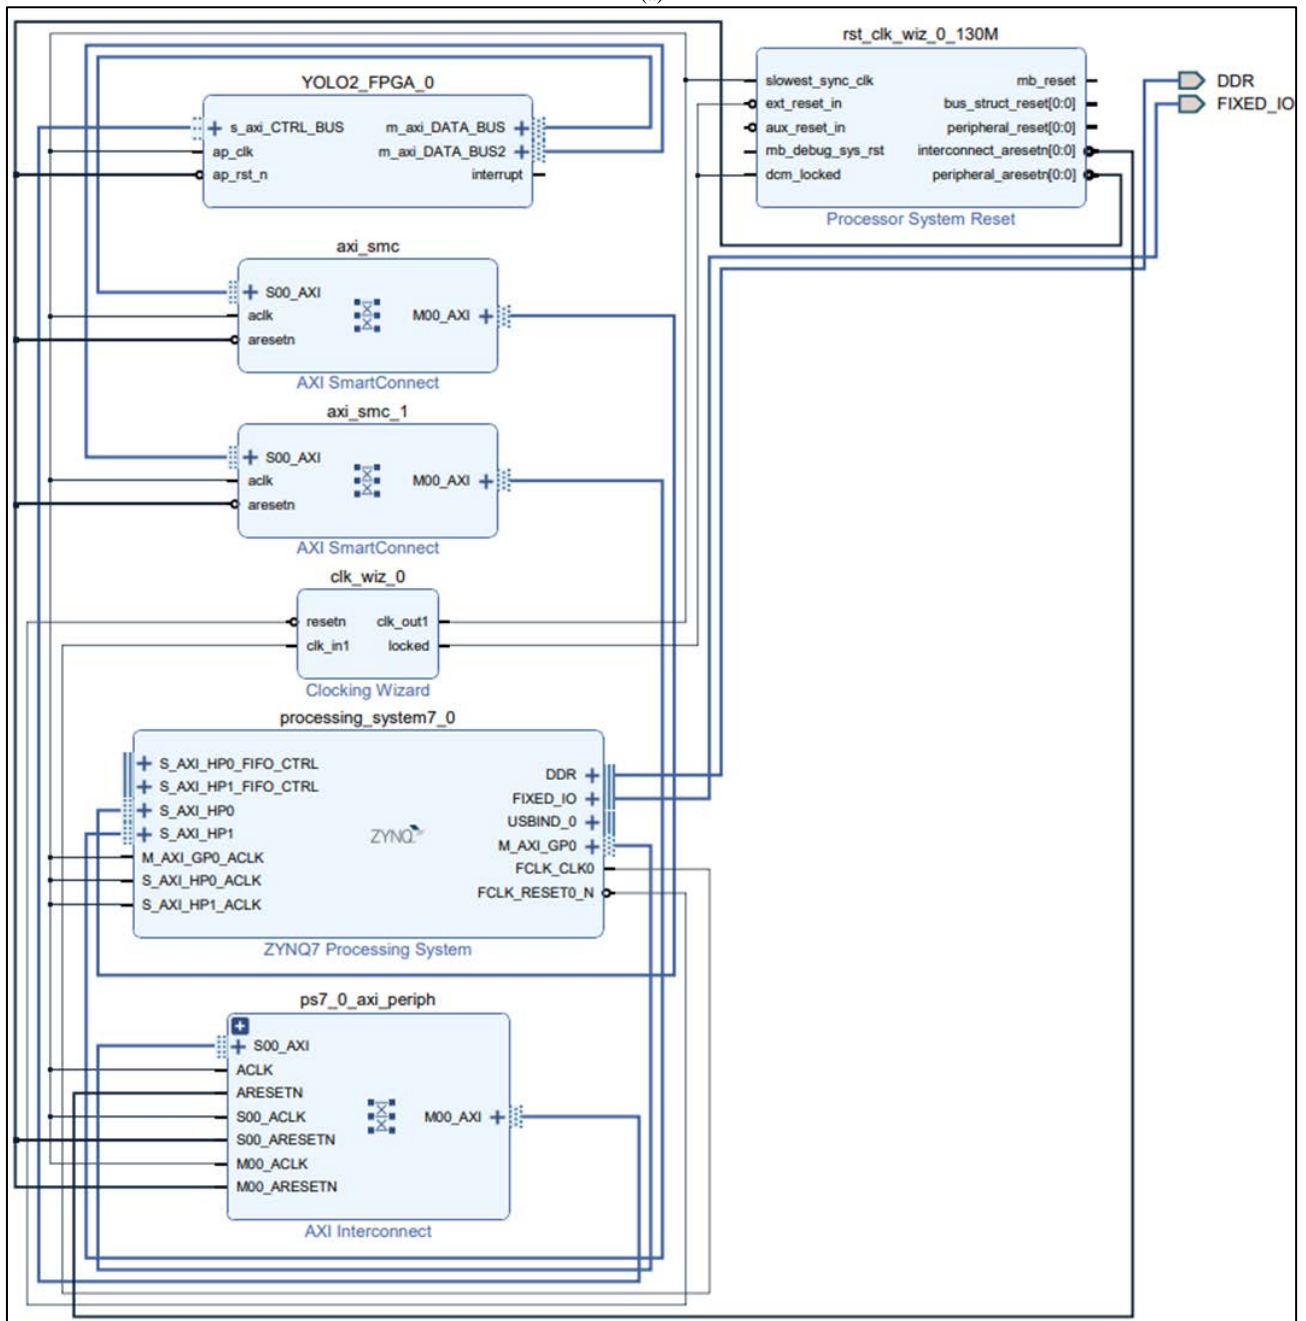 rst_clk_wiz_0_130M
slowest_sync_clk
mb_reset
ext_reset_in
bus_struct_reset[0:0]
aux_reset_in
peripheral_reset[0:0]
mb_debug_sys_rst
interconnect_aresetn[0:0]
dcm_locked
peripheral_aresetn[0:0]
Processor System Reset
DDR
FIXED_IO
YOLO2_FPGA_0
s_axi_CTRL_BUS
m_axi_DATA_BUS
ap_clk
m_axi_DATA_BUS2
ap_rst_n
interrupt
axi_smc
S00_AXI
aclk
M00_AXI
aresetn
AXI SmartConnect
axi_smc_1
S00_AXI
aclk
M00_AXI
aresetn
AXI SmartConnect
clk_wiz_0
resetn
clk_out1
clk_in1
locked
Clocking Wizard
processing_system7_0
S_AXI_HP0_FIFO_CTRL
S_AXI_HP1_FIFO_CTRL
S_AXI_HP0
S_AXI_HP1
M_AXI_GP0_ACLK
S_AXI_HP0_ACLK
S_AXI_HP1_ACLK
ZYNQ
DDR
FIXED_IO
USBIND_0
M_AXI_GP0
FCLK_CLK0
FCLK_RESET0_N
ZYNQ7 Processing System
ps7_0_axi_periph
S00_AXI
ACLK
ARESETN
S00_ACLK
M00_AXI
S00_ARESETN
M00_ACLK
M00_ARESETN
AXI Interconnect